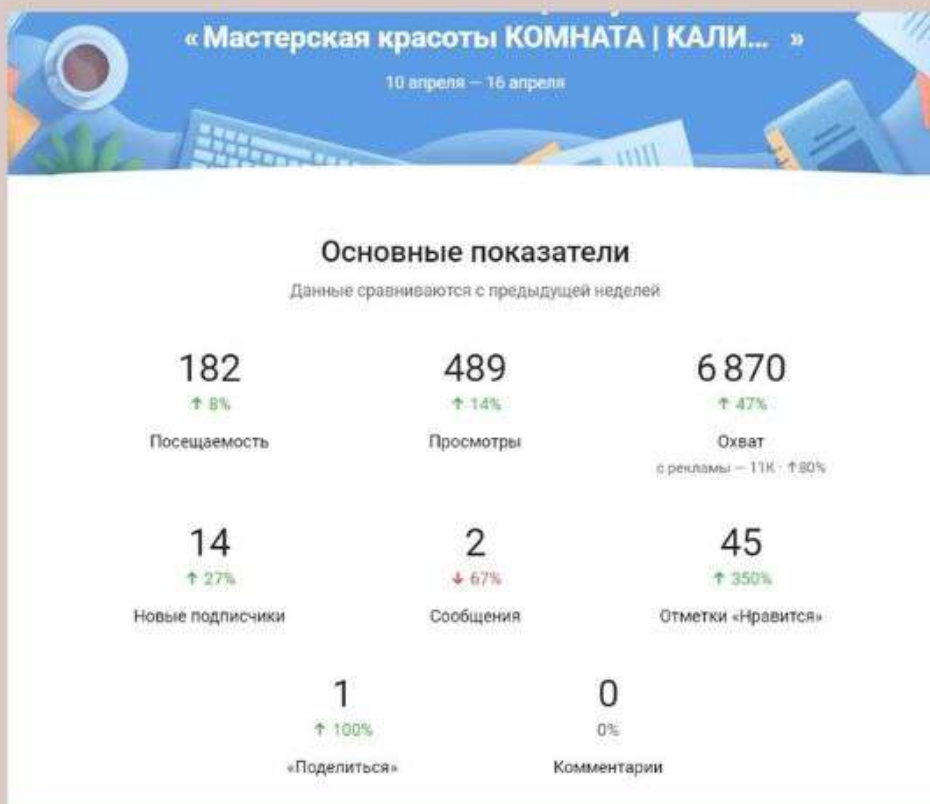 «Мастерская красоты КОМНАТА | КАЛИ... »
10 апреля — 16 апреля
Основные показатели
Данные сравниваются с предыдущей неделей
182
↑ 8%
Посещаемость
489
↑ 14%
Просмотры
6 870
↑ 47%
Охват
с рекламы — 11K · ↑80%
14
↑ 27%
Новые подписчики
2
↓ 67%
Сообщения
45
↑ 350%
Отметки «Нравится»
1
↑ 100%
«Поделиться»
0
0%
Комментарии